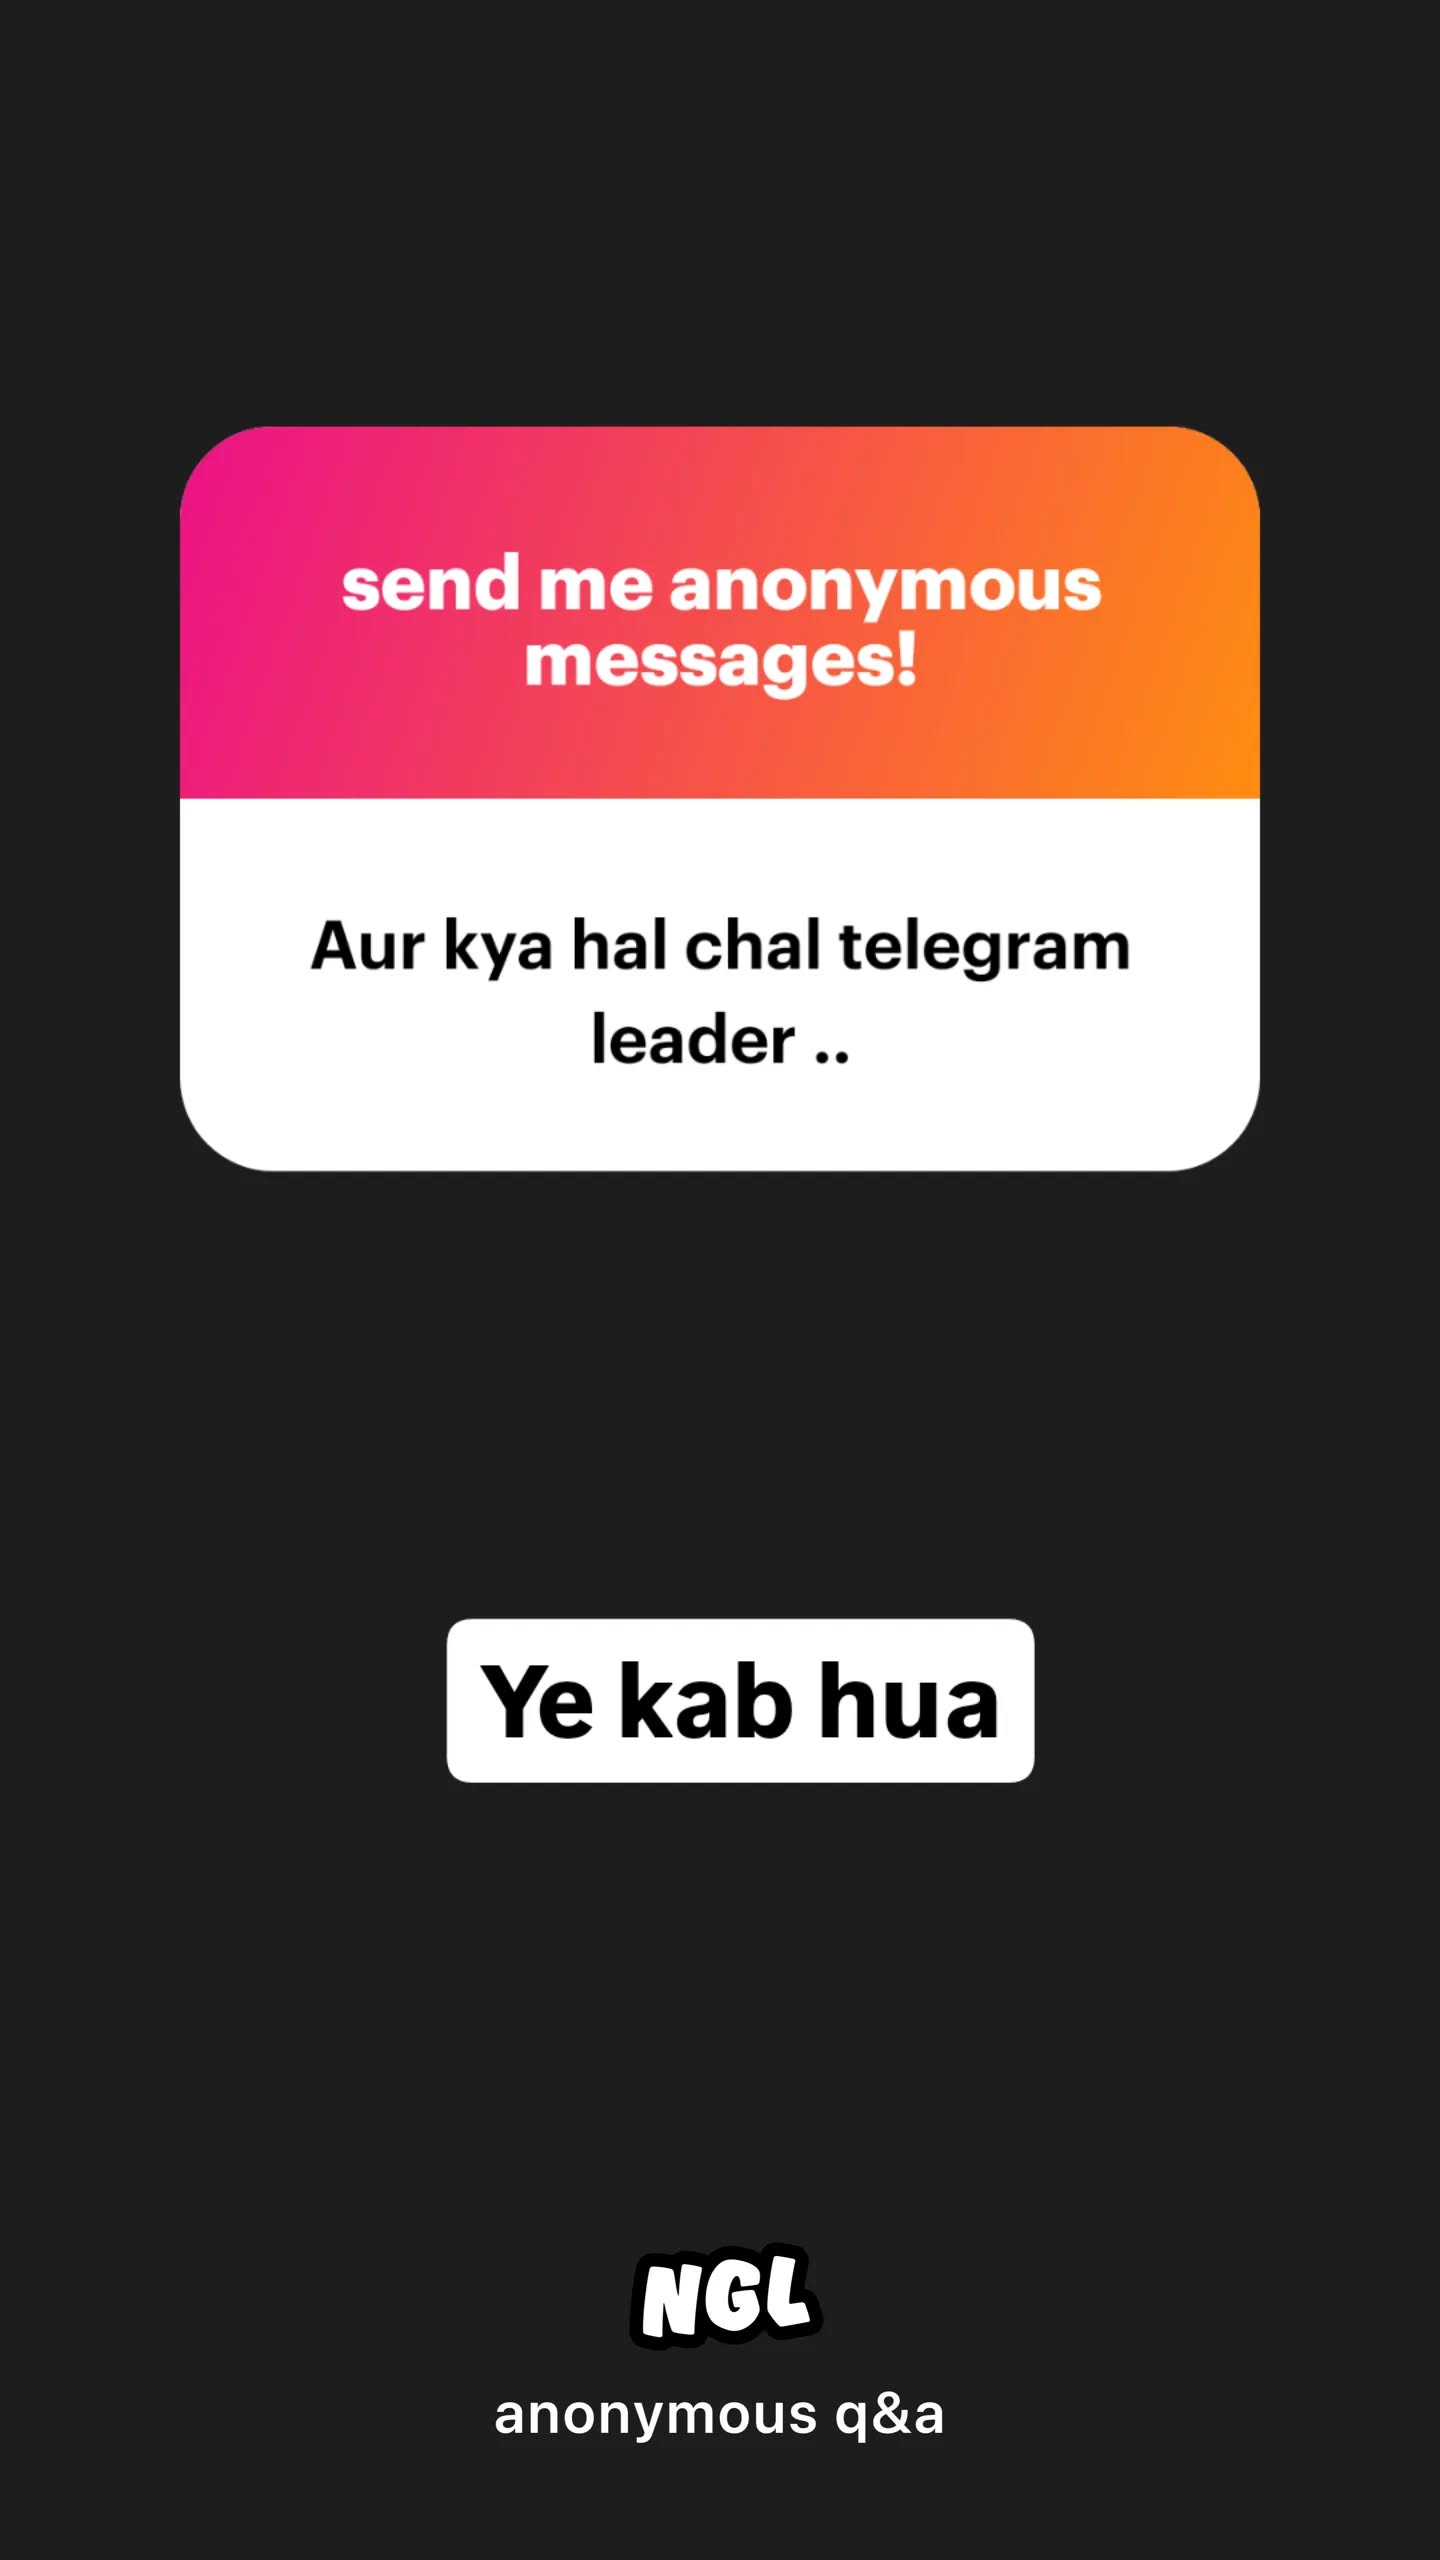 send me anonymous
messages!
Aur kya hal chal telegram
leader ..
Ye kab hua
NGL
anonymous q&a